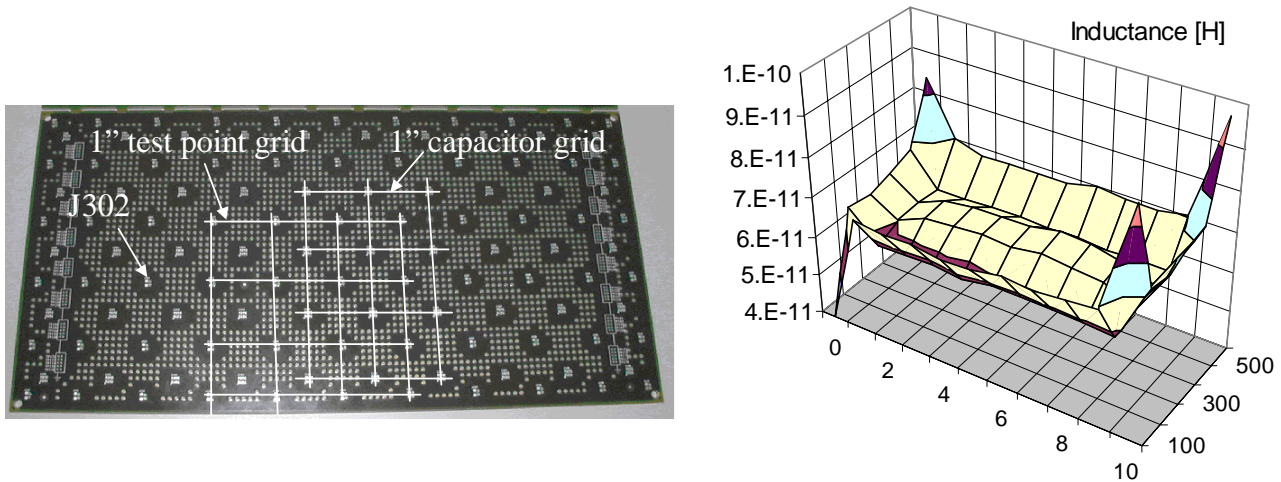 1” test point grid
1” capacitor grid
J302
Inductance [H]
1.E-10
9.E-11
8.E-11
7.E-11
6.E-11
5.E-11
4.E-11
0
2
4
6
8
10
500
300
100